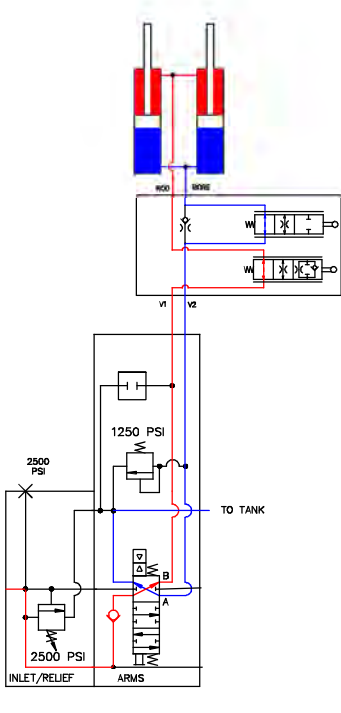 ROD BORE
V1 V2
1250 PSI
2500
PSI
TO TANK
B
A
2500 PSI
INLET/RELIEF ARMS